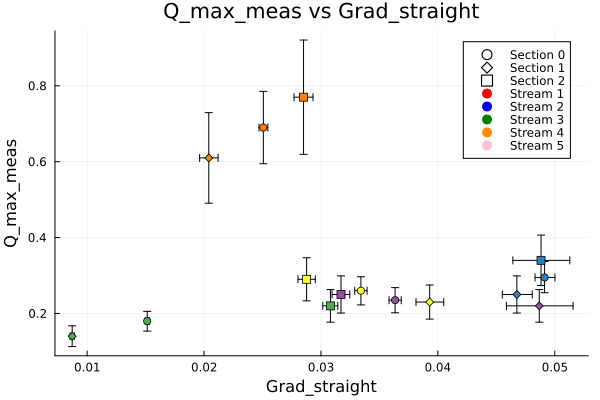 Q_max_meas vs Grad_straight
Q_max_meas
0.8
0.6
0.4
0.2
0.01
0.02
0.03
0.04
0.05
Grad_straight
Section 0
Section 1
Section 2
Stream 1
Stream 2
Stream 3
Stream 4
Stream 5